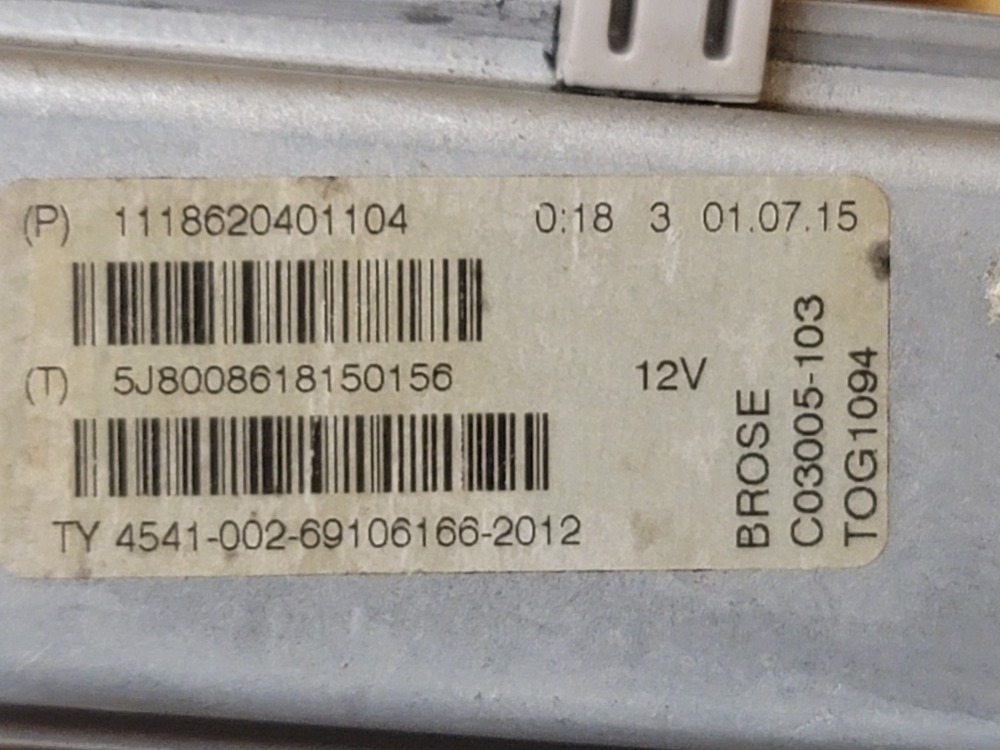 (P) 1118620401104 0:18 3 01.07.15
(T) 5J8008618150156 12V
TY 4541-002-69106166-2012
BROSE
C03005-103
TOG1094